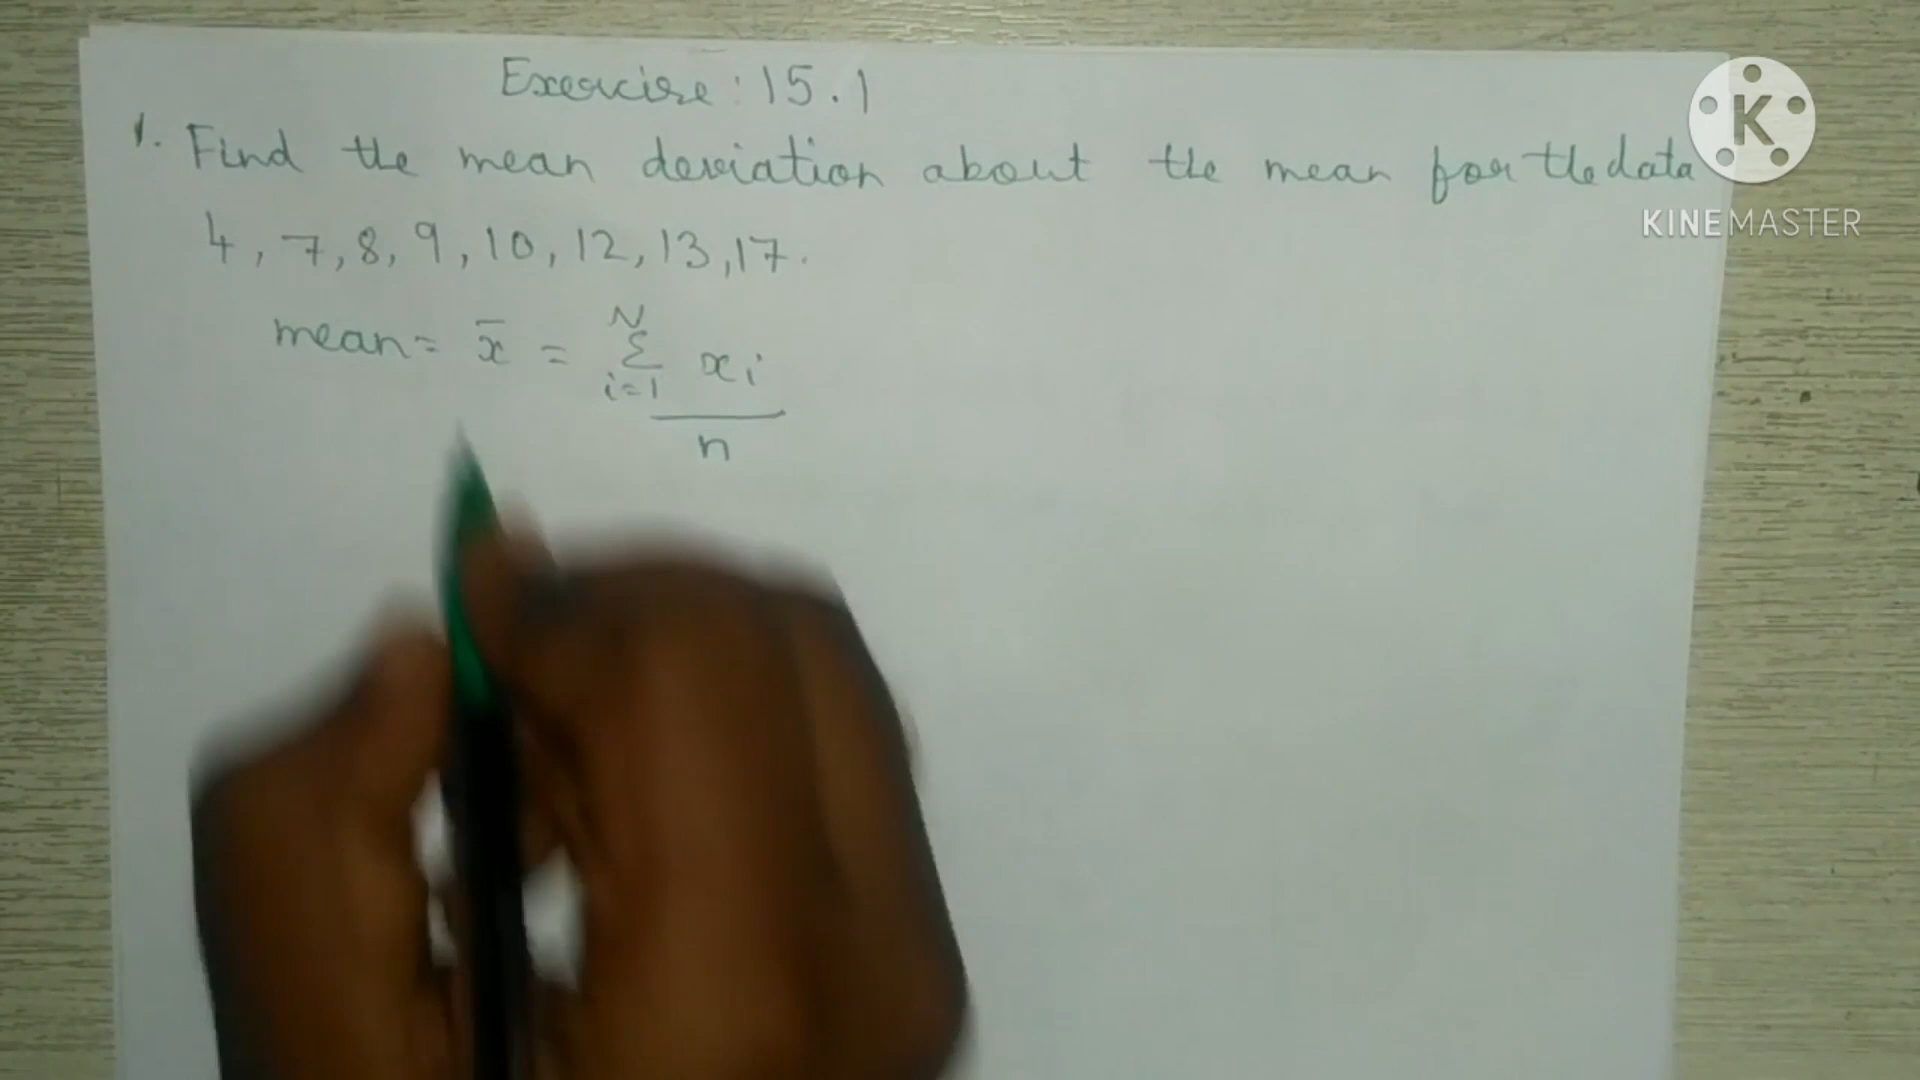 Exercise : 15.1
1. Find the mean deviation about the mean for the data
4, 7, 8, 9, 10, 12, 13, 17.
mean = x̄ = N Σ i=1 xi / n
K
KINEMASTER